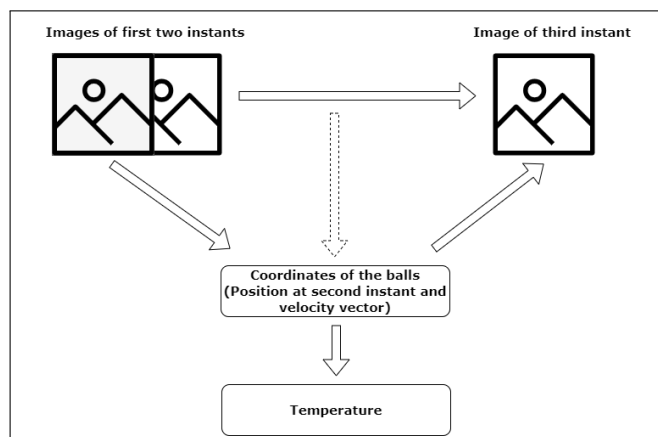 Images of first two instants
Image of third instant
Coordinates of the balls
(Position at second instant and
velocity vector)
Temperature